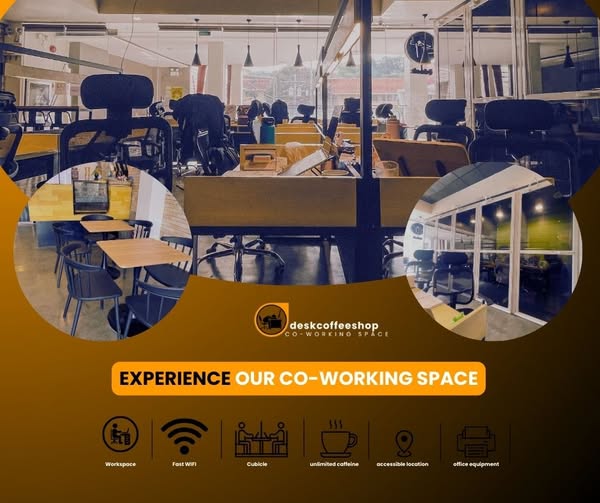 deskcoffeeshop
CO-WORKING SPACE
EXPERIENCE OUR CO-WORKING SPACE
Workspace
Fast WIFI
Cubicle
unlimited caffeine
accessible location
office equipment